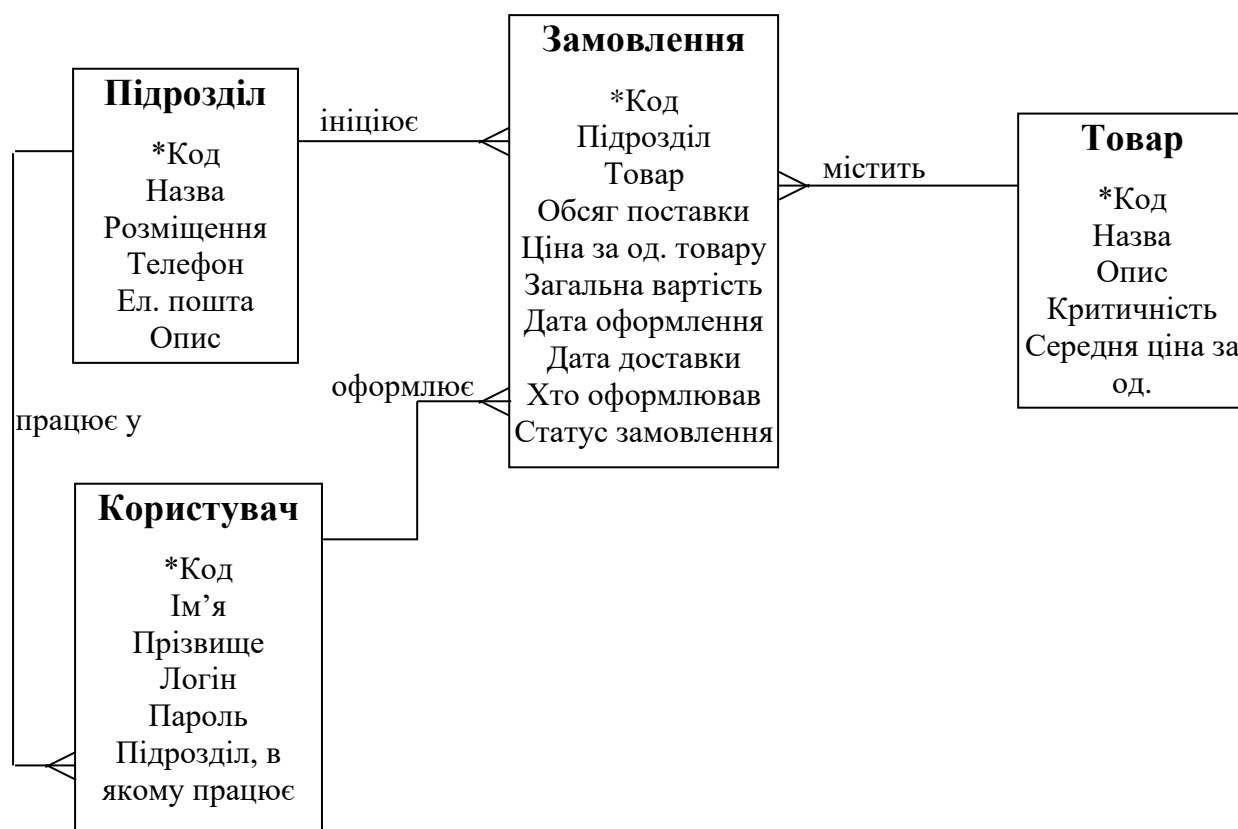 Підрозділ
*Код
Назва
Розміщення
Телефон
Ел. пошта
Опис
ініціює
Замовлення
*Код
Підрозділ
Товар
Обсяг поставки
Ціна за од. товару
Загальна вартість
Дата оформлення
Дата доставки
Хто оформлював
Статус замовлення
містить
Товар
*Код
Назва
Опис
Критичність
Середня ціна за
од.
оформлює
працює у
Користувач
*Код
Ім’я
Прізвище
Логін
Пароль
Підрозділ, в
якому працює